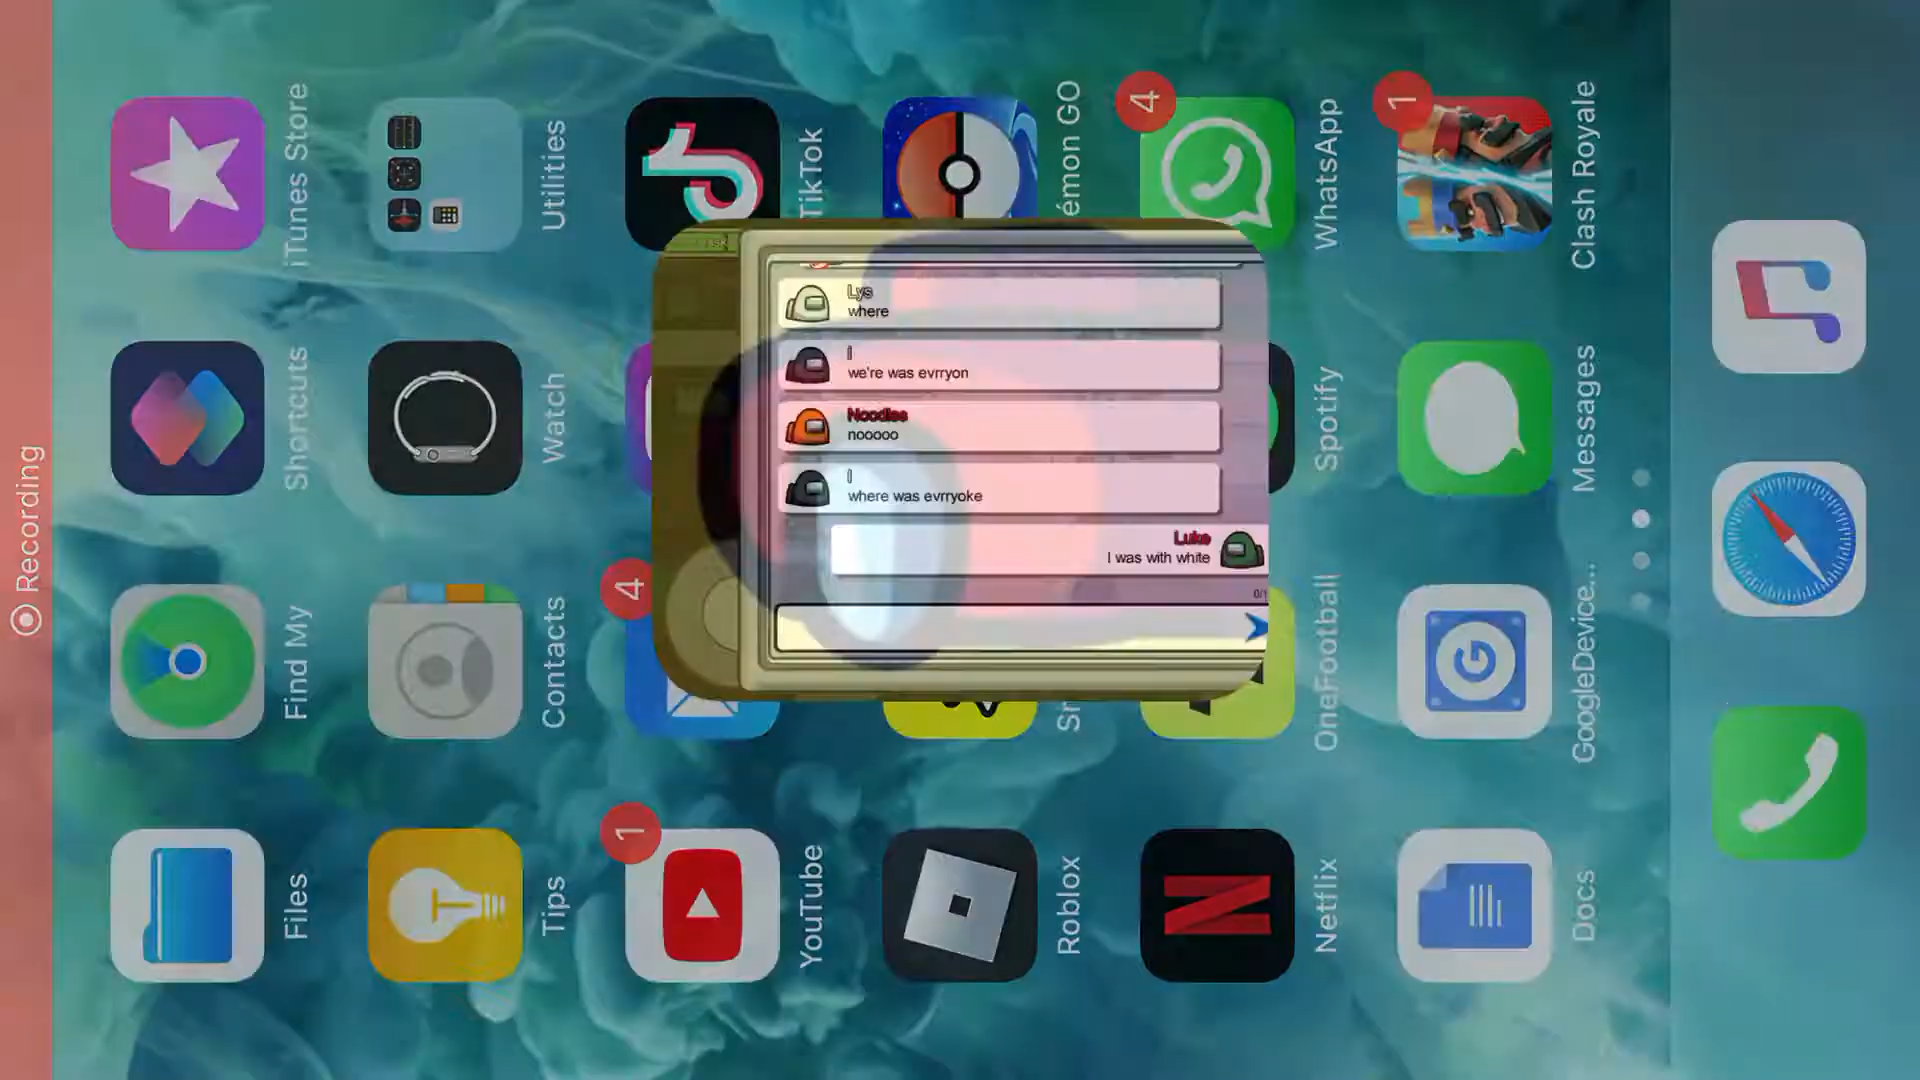 Recording
iTunes Store
Utilities
TikTok
émon GO
4
WhatsApp
1
Clash Royale
Shortcuts
Watch
Spotify
Messages
Find My
Contacts
4
OneFootball
GoogleDevice...
Files
Tips
1
YouTube
Roblox
Netflix
Docs
Lys
where
I
we're was evrryon
Noodles
nooooo
I
where was evrryoke
Luke
I was with white